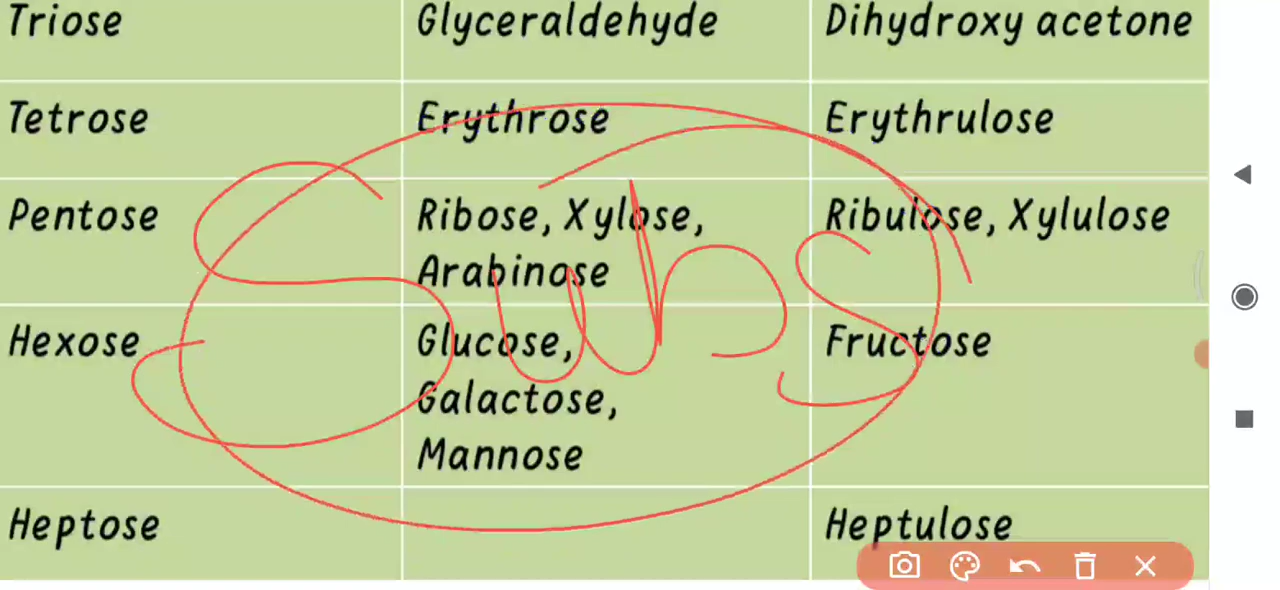 Triose Glyceraldehyde Dihydroxy acetone
Tetrose Erythrose Erythrulose
Pentose Ribose, Xylose, Ribulose, Xylulose
Arabinose
Hexose Glucose, Fructose
Galactose,
Mannose
Heptose Heptulose
Subs